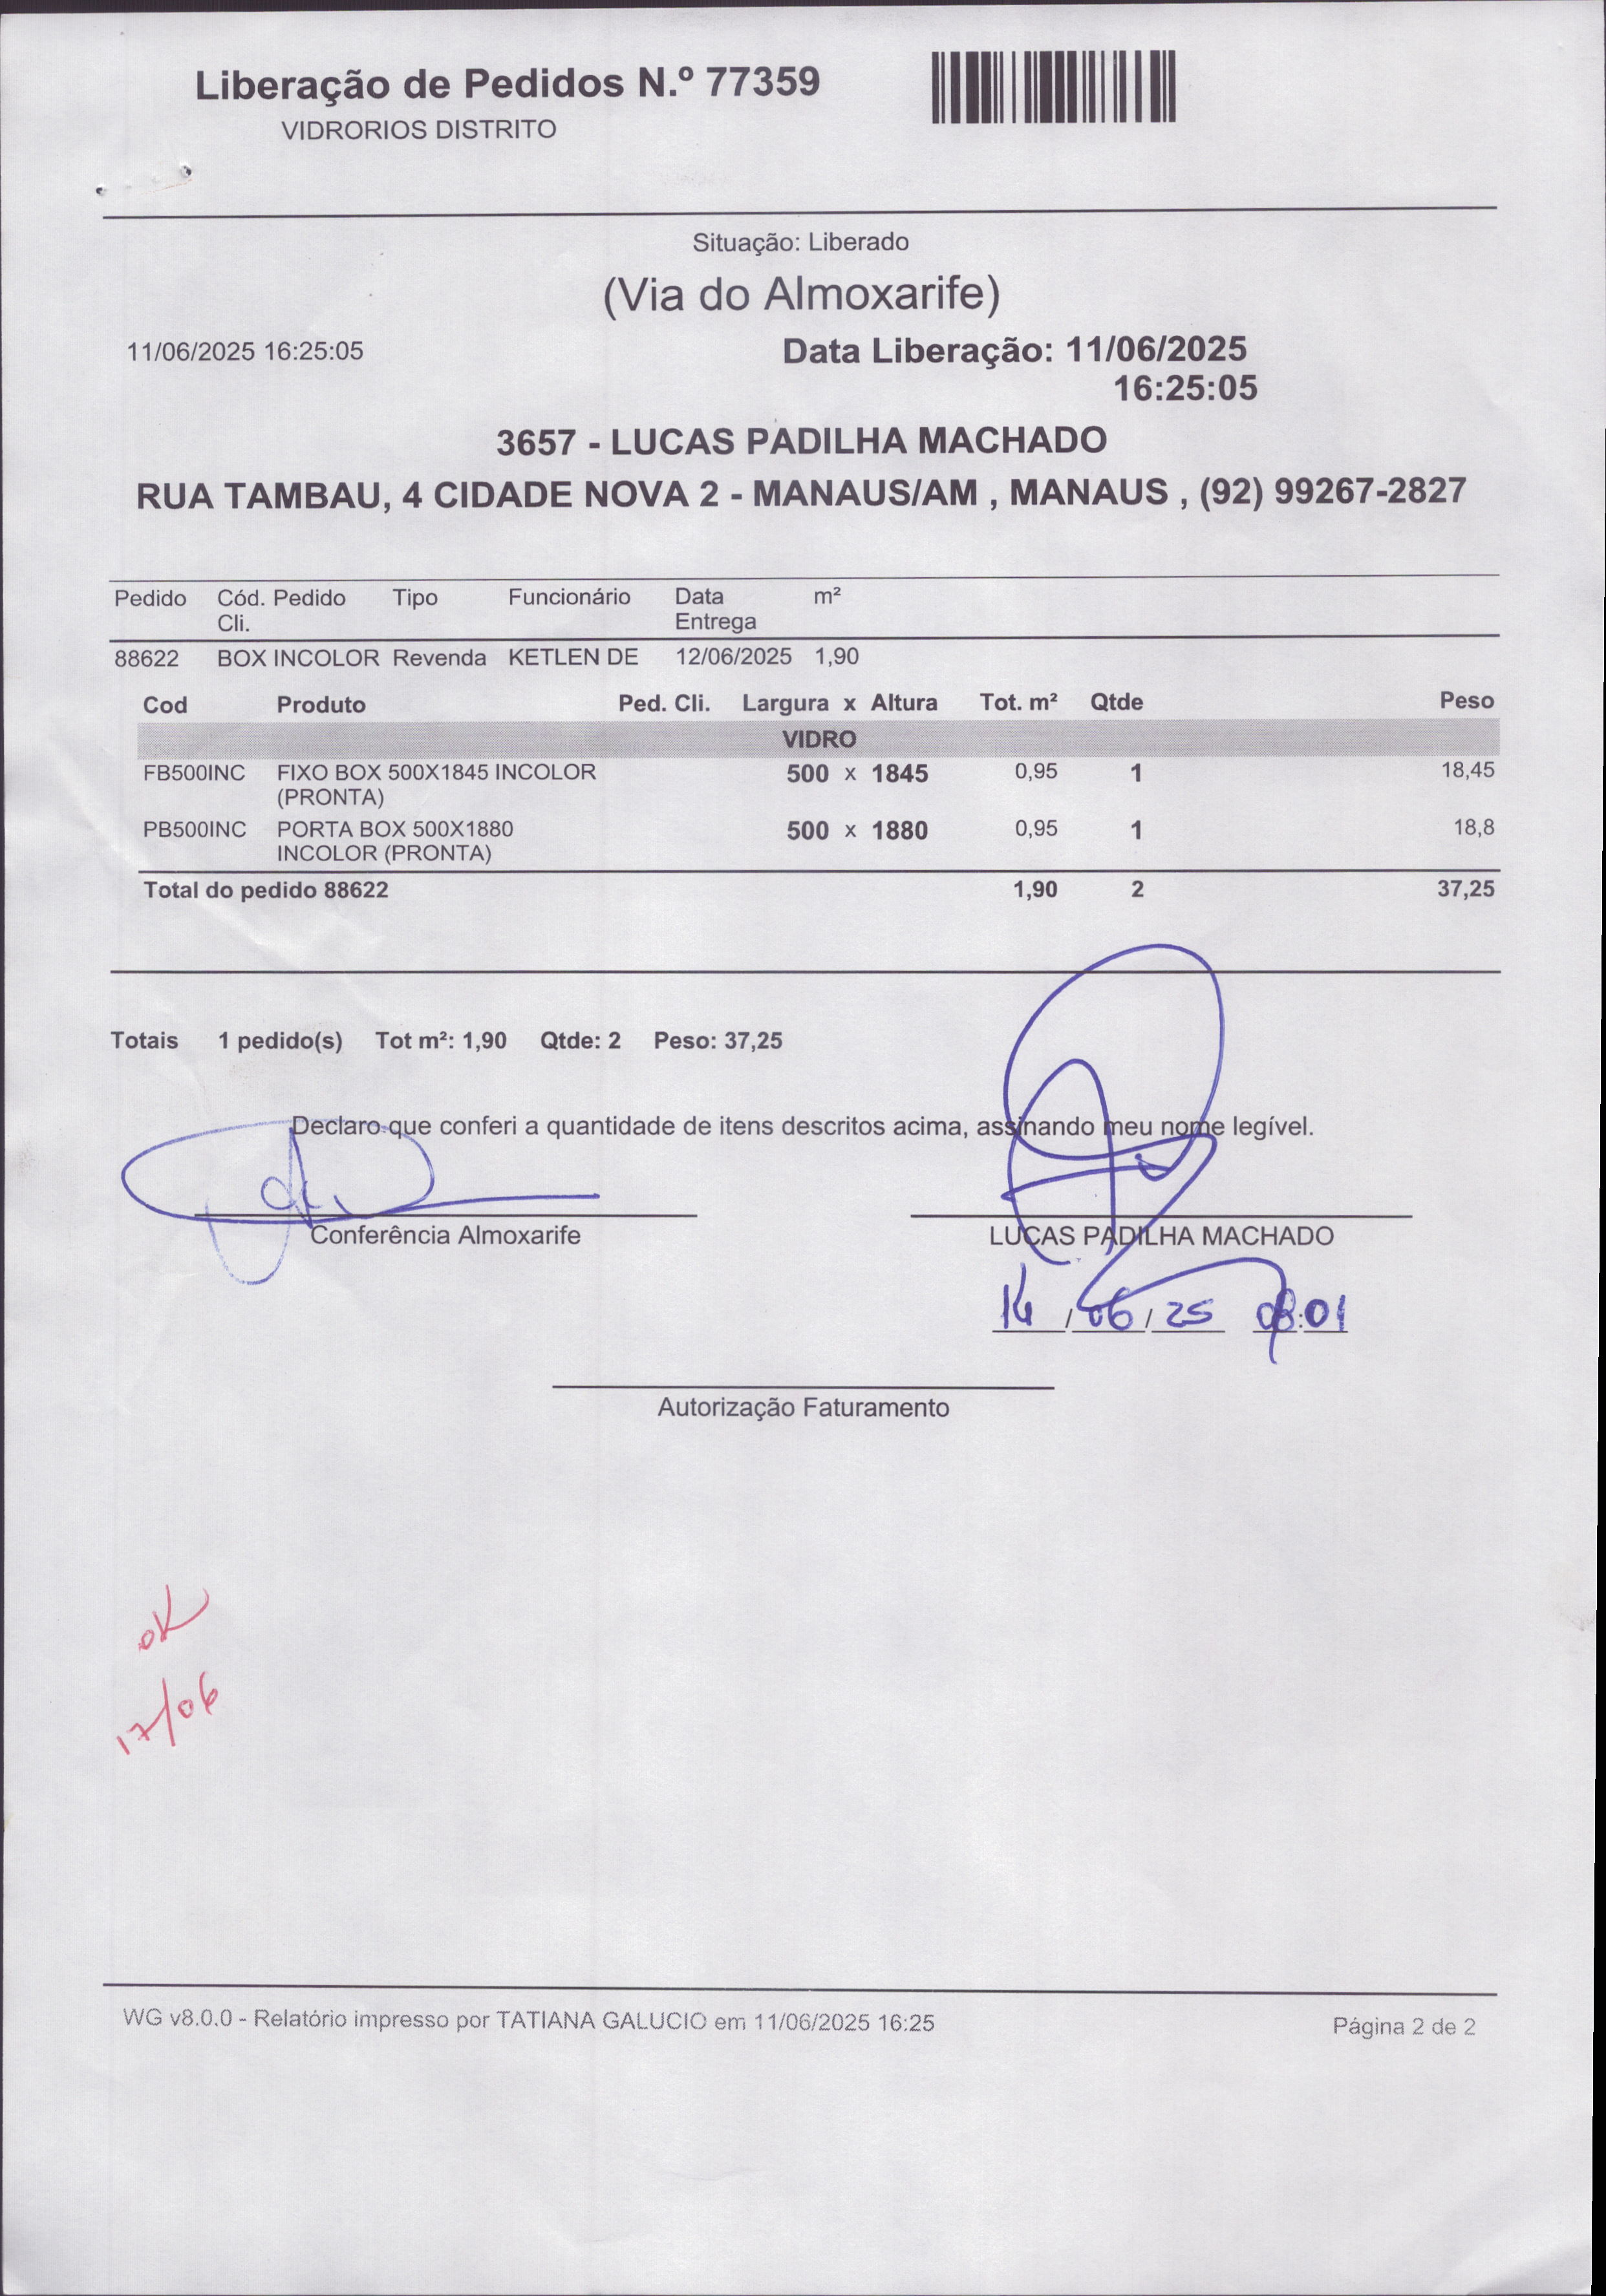 Liberação de Pedidos N.º 77359
VIDRORIOS DISTRITO
Situação: Liberado
(Via do Almoxarife)
11/06/2025 16:25:05
Data Liberação: 11/06/2025
16:25:05
3657 - LUCAS PADILHA MACHADO
RUA TAMBAU, 4 CIDADE NOVA 2 - MANAUS/AM , MANAUS , (92) 99267-2827
Pedido Cód. Pedido Tipo Funcionário Data m²
Cli. Entrega
88622 BOX INCOLOR Revenda KETLEN DE 12/06/2025 1,90
Cod Produto Ped. Cli. Largura x Altura Tot. m² Qtde Peso
VIDRO
FB500INC FIXO BOX 500X1845 INCOLOR 500 x 1845 0,95 1 18,45
(PRONTA)
PB500INC PORTA BOX 500X1880 500 x 1880 0,95 1 18,8
INCOLOR (PRONTA)
Total do pedido 88622 1,90 2 37,25
Totais 1 pedido(s) Tot m²: 1,90 Qtde: 2 Peso: 37,25
Declaro que conferi a quantidade de itens descritos acima, assinando meu nome legível.
Conferência Almoxarife LUCAS PADILHA MACHADO
14/06/25 08:01
Autorização Faturamento
OK
17/06
WG v8.0.0 - Relatório impresso por TATIANA GALUCIO em 11/06/2025 16:25 Página 2 de 2